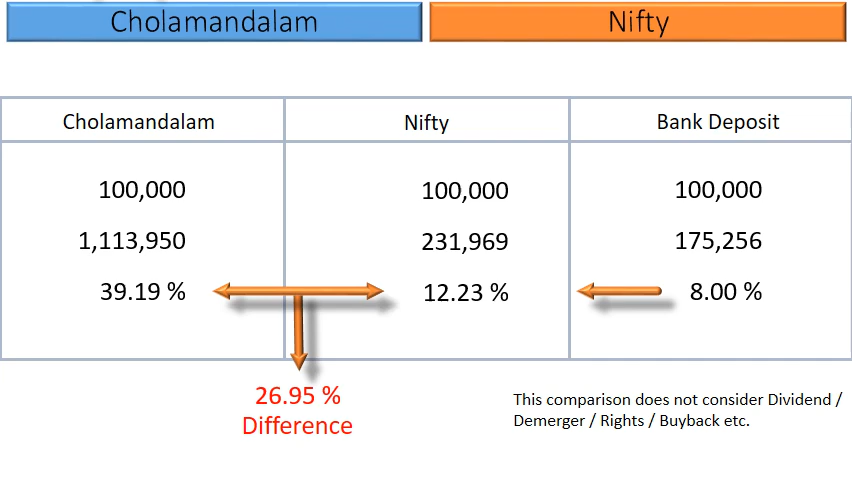 Cholamandalam Nifty
Cholamandalam Nifty Bank Deposit
100,000 100,000 100,000
1,113,950 231,969 175,256
39.19 % 12.23 % 8.00 %
26.95 %
Difference
This comparison does not consider Dividend /
Demerger / Rights / Buyback etc.